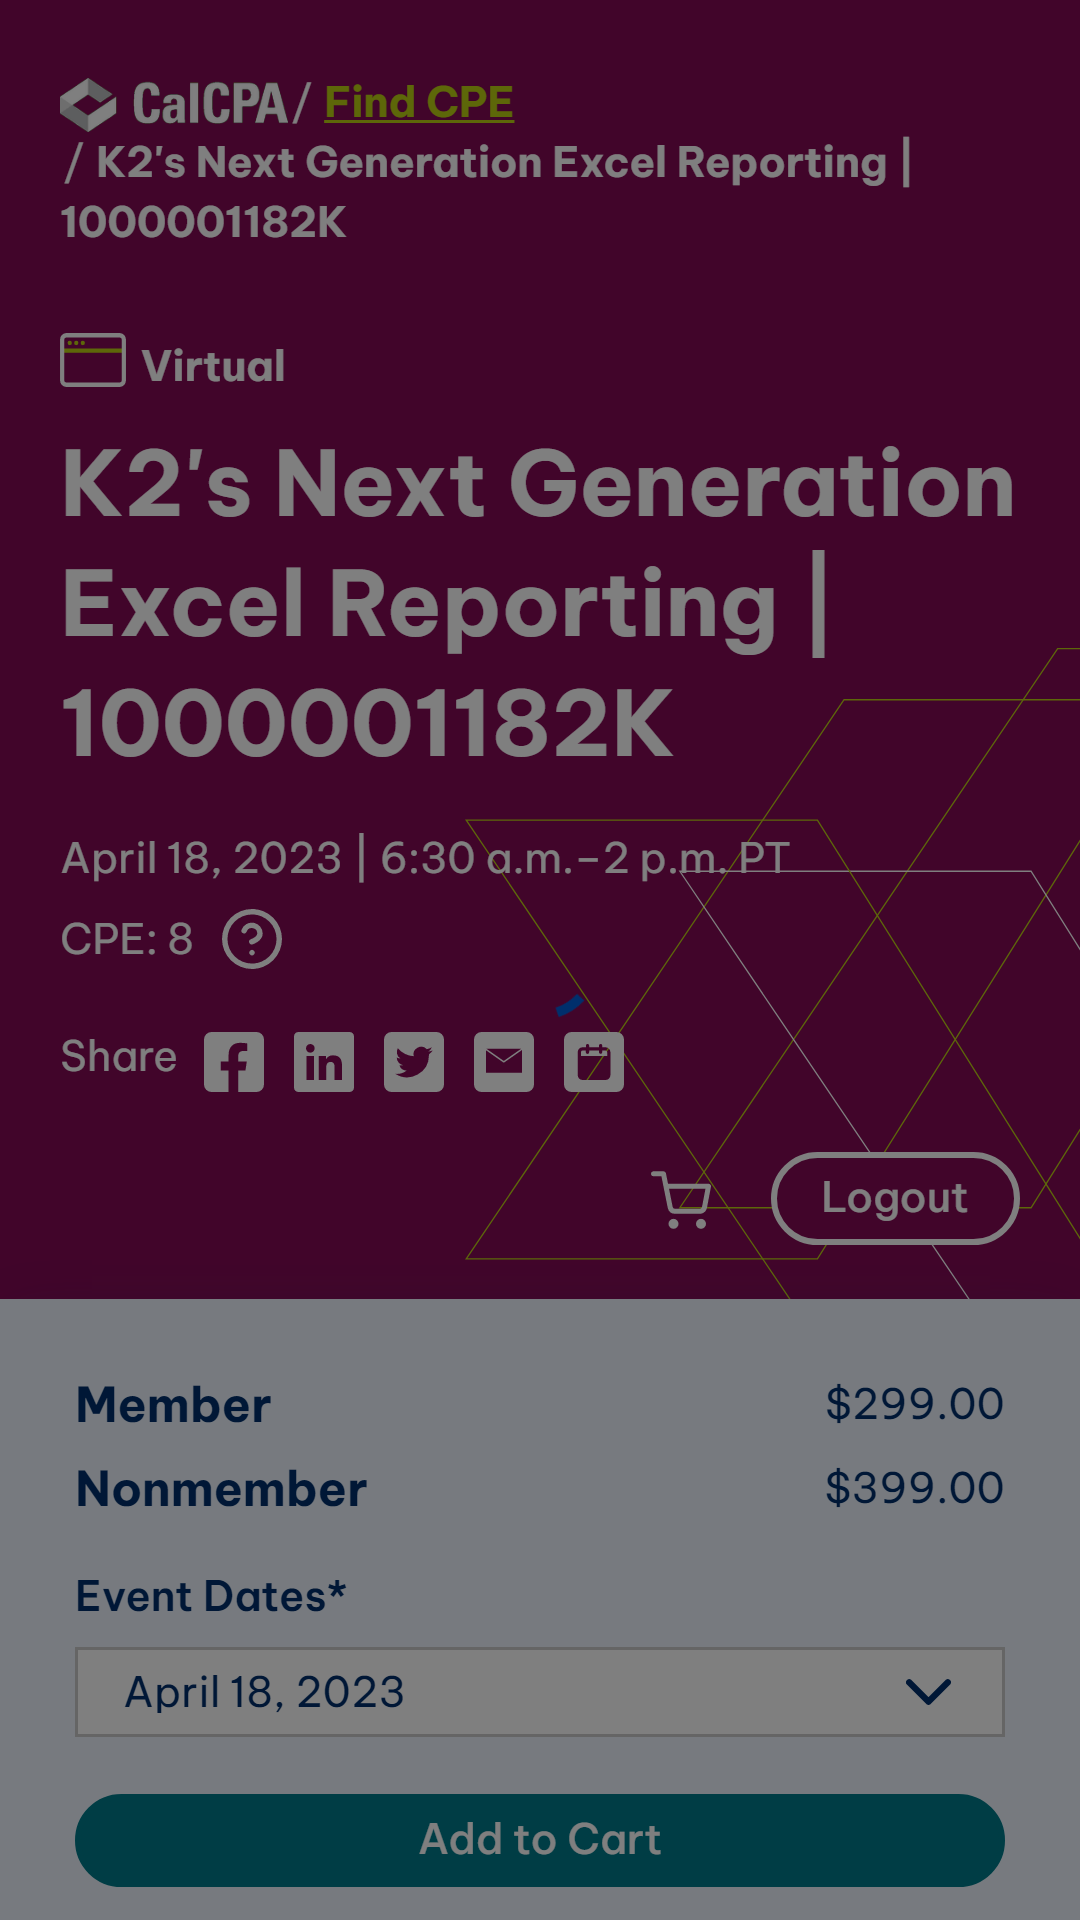 CalCPA / Find CPE
/ K2's Next Generation Excel Reporting |
1000001182K
Virtual
K2's Next Generation
Excel Reporting |
1000001182K
April 18, 2023 | 6:30 a.m.–2 p.m. PT
CPE: 8 ?
Share
Logout
Member $299.00
Nonmember $399.00
Event Dates*
April 18, 2023
Add to Cart